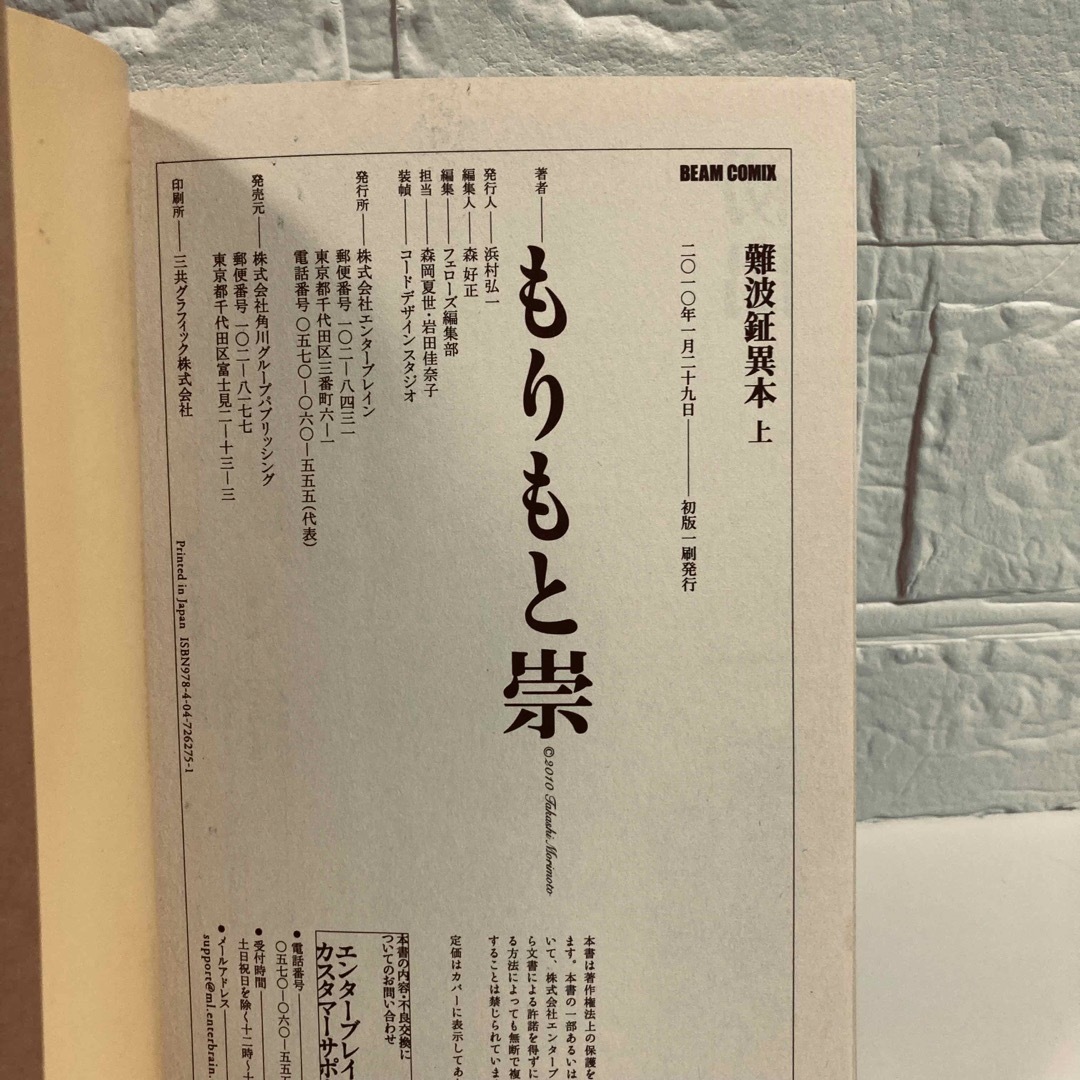 BEAM COMIX
難波鉦異本 上
二〇一〇年一月二十九日――初版一刷発行
著者――もりもと崇
©2010 Takashi Morimoto
発行人――浜村弘一
編集人――森 好正
編集――フェローズ編集部
担当――森岡夏世・岩田佳奈子
装幀――コードデザインスタジオ
発行所――株式会社エンターブレイン
郵便番号 一〇二―八四三一
東京都千代田区三番町六―一
電話番号 〇五七〇―〇六〇―五五五(代表)
発売元――株式会社角川グループパブリッシング
郵便番号 一〇二―八一七七
東京都千代田区富士見二―十三―三
印刷所――三共グラフィック株式会社
Printed in Japan ISBN978-4-04-726275-1
本書は著作権法上の保護を
ます。本書の一部あるいは
いて、株式会社エンターブ
ら文書による許諾を得ずに
る方法によっても無断で複
することは禁じられていま
定価はカバーに表示してあ
本書の内容・不良交換に
ついてのお問い合わせ
エンターブレイ
カスタマーサポ
●電話番号――
〇五七〇―〇六〇―五五
●受付時間――
土日祝日を除く〜十二時〜
●メールアドレス――
support@ml.enterbrain.